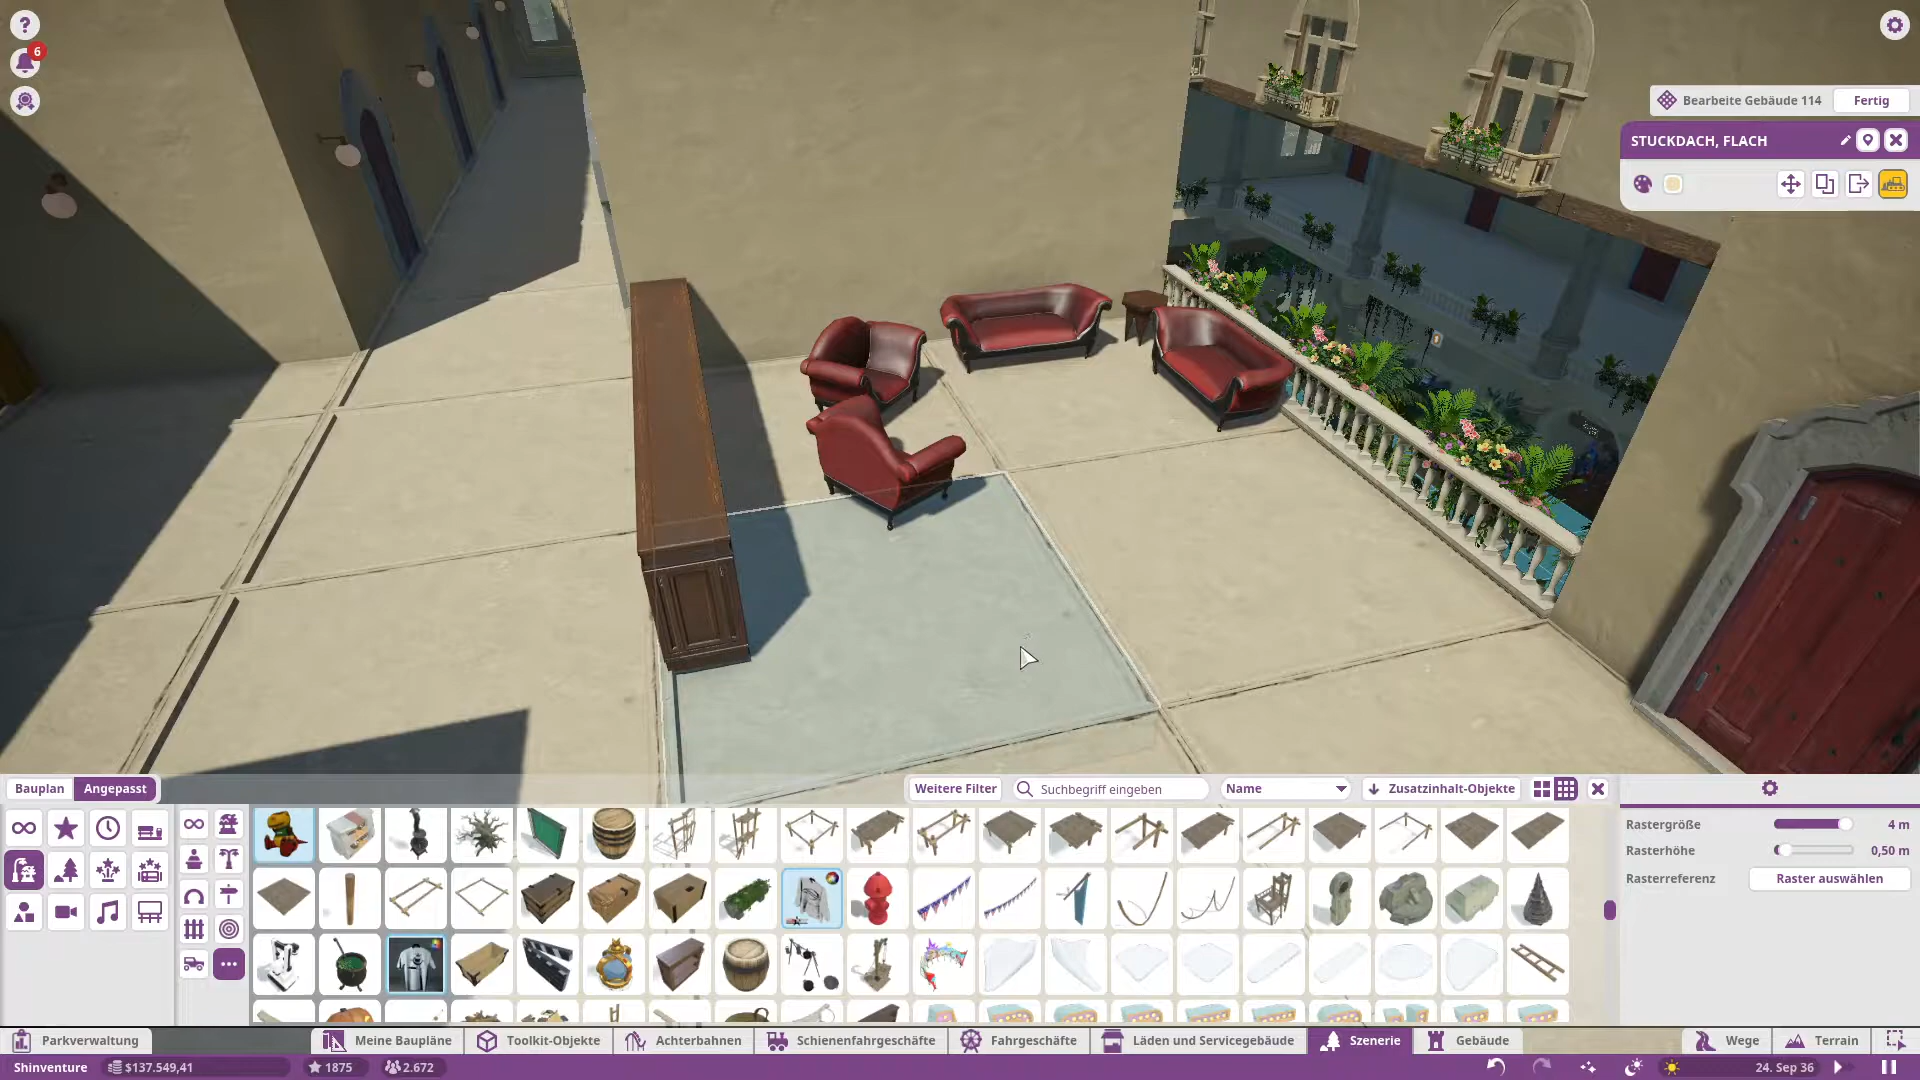 ?
6
Bearbeite Gebäude 114
Fertig
STUCKDACH, FLACH
Bauplan
Angepasst
Weitere Filter
Suchbegriff eingeben
Name
Zusatzinhalt-Objekte
Rastergröße
4 m
Rasterhöhe
0,50 m
Rasterreferenz
Raster auswählen
Parkverwaltung
Meine Baupläne
Toolkit-Objekte
Achterbahnen
Schienenfahrgeschäfte
Fahrgeschäfte
Läden und Servicegebäude
Szenerie
Gebäude
Wege
Terrain
Shinventure
$137.549,41
1875
2.672
24. Sep 36